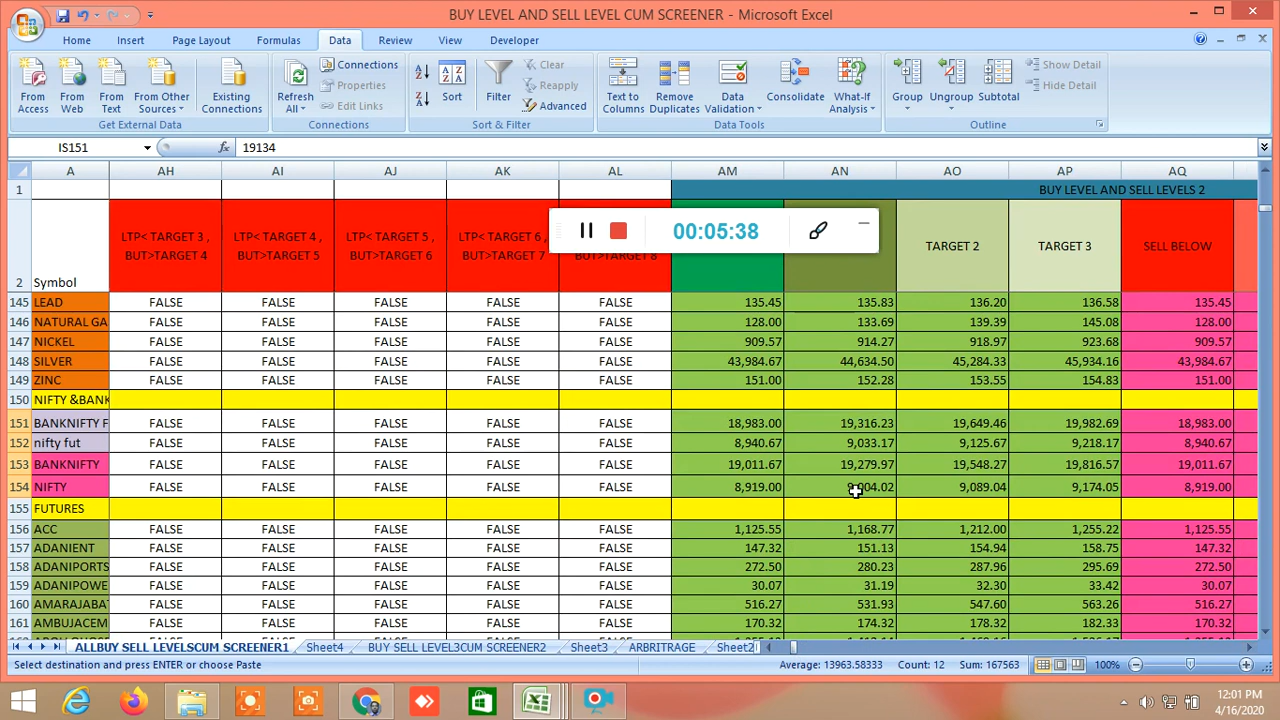 BUY LEVEL AND SELL LEVEL CUM SCREENER - Microsoft Excel
Home Insert Page Layout Formulas Data Review View Developer
From Access From Web From Text From Other Sources Existing Connections Refresh All Connections Properties Edit Links Sort Filter Clear Reapply Advanced Text to Columns Remove Duplicates Data Validation Consolidate What-If Analysis Group Ungroup Subtotal Show Detail Hide Detail
Get External Data Connections Sort & Filter Data Tools Outline
IS151 fx 19134
A AH AI AJ AK AL AM AN AO AP AQ
1 BUY LEVEL AND SELL LEVELS 2
00:05:38
2 Symbol LTP< TARGET 3 , BUT>TARGET 4 LTP< TARGET 4 , BUT>TARGET 5 LTP< TARGET 5 , BUT>TARGET 6 LTP< TARGET 6 , BUT>TARGET 7 BUT>TARGET 8 TARGET 2 TARGET 3 SELL BELOW
145 LEAD FALSE FALSE FALSE FALSE FALSE 135.45 135.83 136.20 136.58 135.45
146 NATURAL GA FALSE FALSE FALSE FALSE FALSE 128.00 133.69 139.39 145.08 128.00
147 NICKEL FALSE FALSE FALSE FALSE FALSE 909.57 914.27 918.97 923.68 909.57
148 SILVER FALSE FALSE FALSE FALSE FALSE 43,984.67 44,634.50 45,284.33 45,934.16 43,984.67
149 ZINC FALSE FALSE FALSE FALSE FALSE 151.00 152.28 153.55 154.83 151.00
150 NIFTY &BANK
151 BANKNIFTY F FALSE FALSE FALSE FALSE FALSE 18,983.00 19,316.23 19,649.46 19,982.69 18,983.00
152 nifty fut FALSE FALSE FALSE FALSE FALSE 8,940.67 9,033.17 9,125.67 9,218.17 8,940.67
153 BANKNIFTY FALSE FALSE FALSE FALSE FALSE 19,011.67 19,279.97 19,548.27 19,816.57 19,011.67
154 NIFTY FALSE FALSE FALSE FALSE FALSE 8,919.00 9,004.02 9,089.04 9,174.05 8,919.00
155 FUTURES
156 ACC FALSE FALSE FALSE FALSE FALSE 1,125.55 1,168.77 1,212.00 1,255.22 1,125.55
157 ADANIENT FALSE FALSE FALSE FALSE FALSE 147.32 151.13 154.94 158.75 147.32
158 ADANIPORTS FALSE FALSE FALSE FALSE FALSE 272.50 280.23 287.96 295.69 272.50
159 ADANIPOWE FALSE FALSE FALSE FALSE FALSE 30.07 31.19 32.30 33.42 30.07
160 AMARAJABA FALSE FALSE FALSE FALSE FALSE 516.27 531.93 547.60 563.26 516.27
161 AMBUJACEM FALSE FALSE FALSE FALSE FALSE 170.32 174.32 178.32 182.33 170.32
ALLBUY SELL LEVELSCUM SCREENER1 Sheet4 BUY SELL LEVEL3CUM SCREENER2 Sheet3 ARBRITRAGE Sheet2
Select destination and press ENTER or choose Paste Average: 13963.58333 Count: 12 Sum: 167563 100%
12:01 PM
4/16/2020